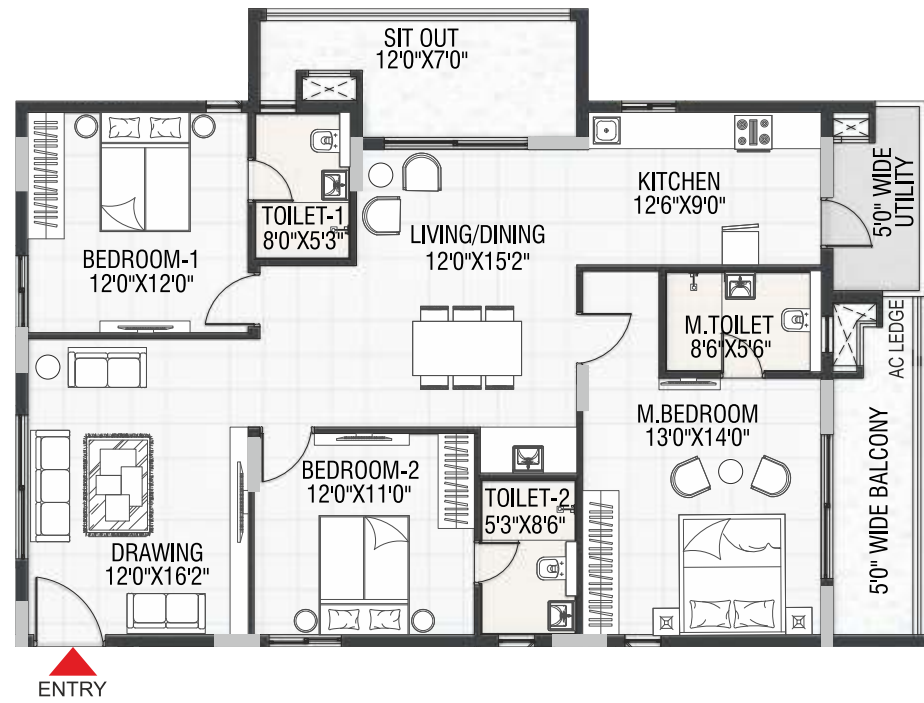 SIT OUT
12'0"X7'0"
TOILET-1
8'0"X5'3"
KITCHEN
12'6"X9'0"
5'0" WIDE
UTILITY
BEDROOM-1
12'0"X12'0"
LIVING/DINING
12'0"X15'2"
M.TOILET
8'6"X5'6"
AC LEDGE
M.BEDROOM
13'0"X14'0"
5'0" WIDE BALCONY
BEDROOM-2
12'0"X11'0"
TOILET-2
5'3"X8'6"
DRAWING
12'0"X16'2"
ENTRY